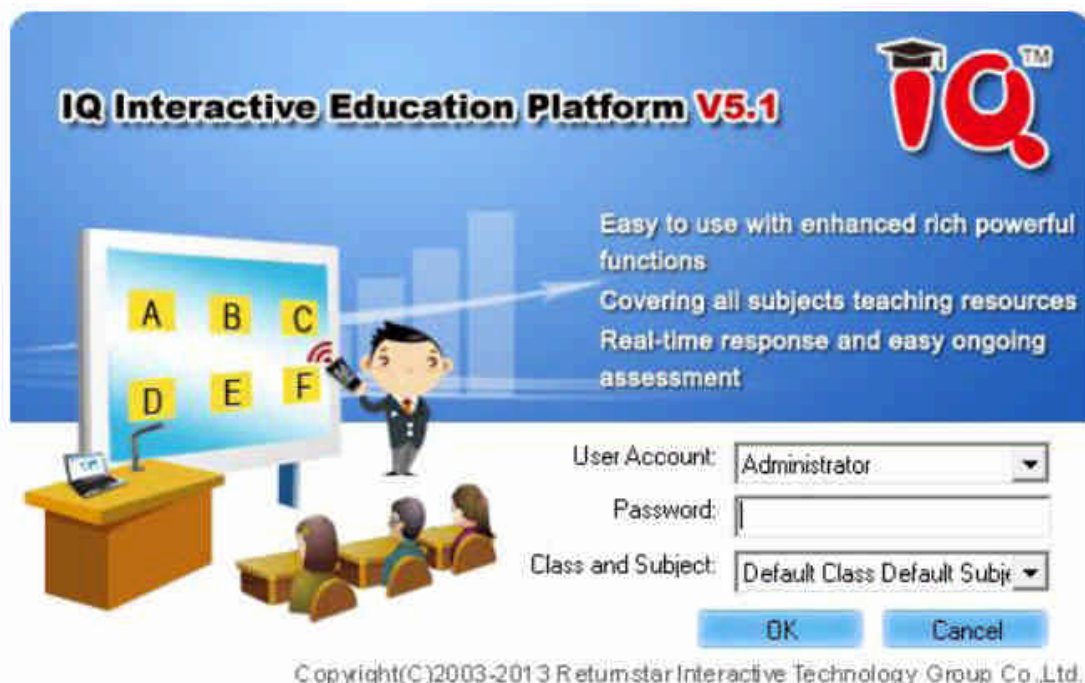 IQ Interactive Education Platform V5.1
IQ™
Easy to use with enhanced rich powerful
functions
Covering all subjects teaching resources
Real-time response and easy ongoing
assessment
A B C
D E F
User Account: Administrator
Password:
Class and Subject: Default Class Default Subje
OK Cancel
Copyright(C)2003-2013 Returnstar Interactive Technology Group Co.,Ltd.